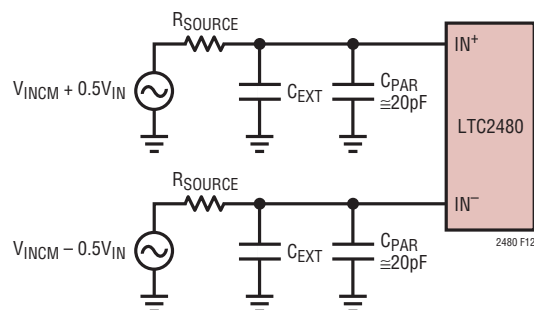 RSOURCE
VINCM + 0.5VIN
CEXT
CPAR
≅20pF
IN+
LTC2480
RSOURCE
VINCM – 0.5VIN
CEXT
CPAR
≅20pF
IN–
2480 F12